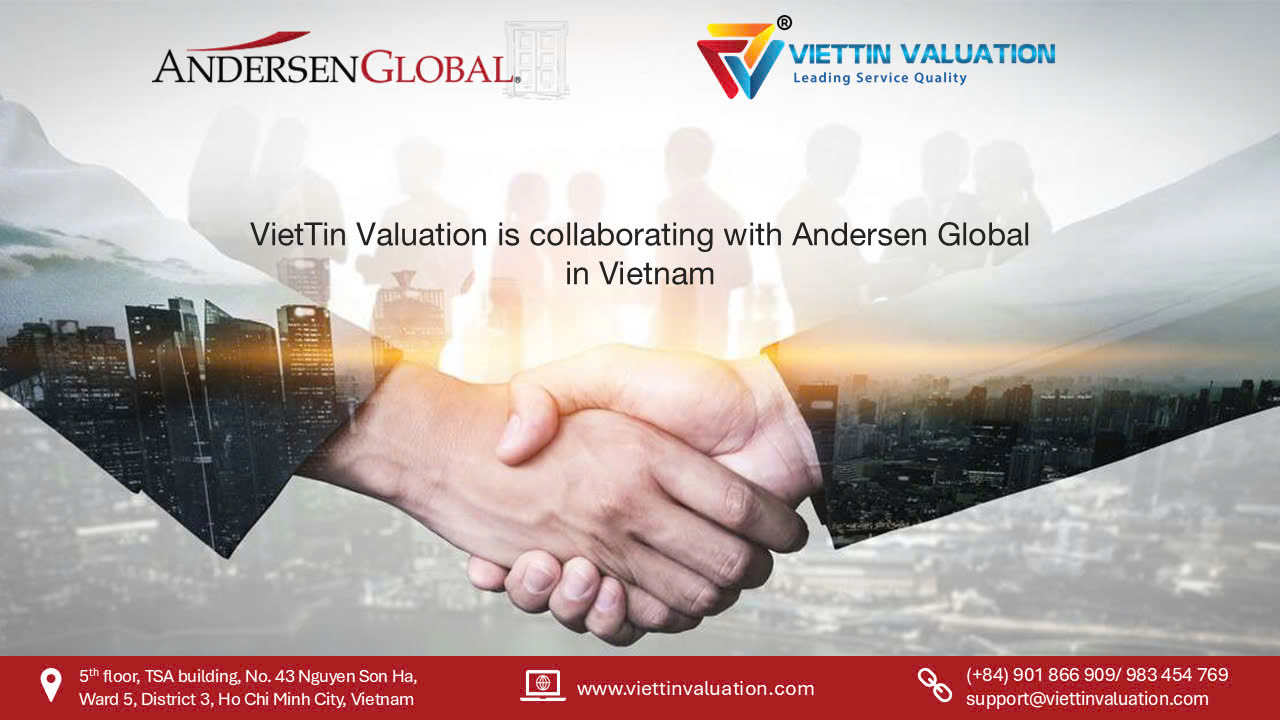 ANDERSEN GLOBAL®
®
VIETTIN VALUATION
Leading Service Quality
VietTin Valuation is collaborating with Andersen Global
in Vietnam
5th floor, TSA building, No. 43 Nguyen Son Ha,
Ward 5, District 3, Ho Chi Minh City, Vietnam
www.viettinvaluation.com
(+84) 901 866 909/ 983 454 769
support@viettinvaluation.com